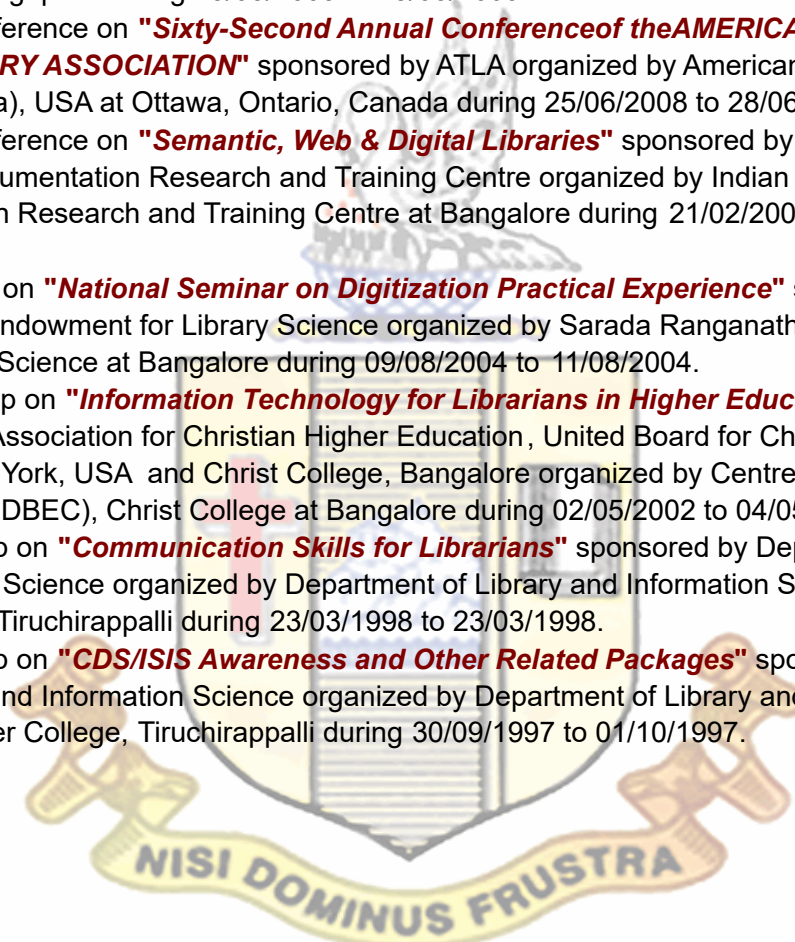 ference on "Sixty-Second Annual Conferenceof theAMERICA
RY ASSOCIATION" sponsored by ATLA organized by American
a), USA at Ottawa, Ontario, Canada during 25/06/2008 to 28/06
ference on "Semantic, Web & Digital Libraries" sponsored by
umentation Research and Training Centre organized by Indian
n Research and Training Centre at Bangalore during 21/02/200
on "National Seminar on Digitization Practical Experience" s
ndowment for Library Science organized by Sarada Ranganath
Science at Bangalore during 09/08/2004 to 11/08/2004.
p on "Information Technology for Librarians in Higher Educ
Association for Christian Higher Education, United Board for Ch
York, USA and Christ College, Bangalore organized by Centre
DBEC), Christ College at Bangalore during 02/05/2002 to 04/05
p on "Communication Skills for Librarians" sponsored by Dep
Science organized by Department of Library and Information S
Tiruchirappalli during 23/03/1998 to 23/03/1998.
p on "CDS/ISIS Awareness and Other Related Packages" spo
nd Information Science organized by Department of Library and
er College, Tiruchirappalli during 30/09/1997 to 01/10/1997.
NISI DOMINUS FRUSTRA